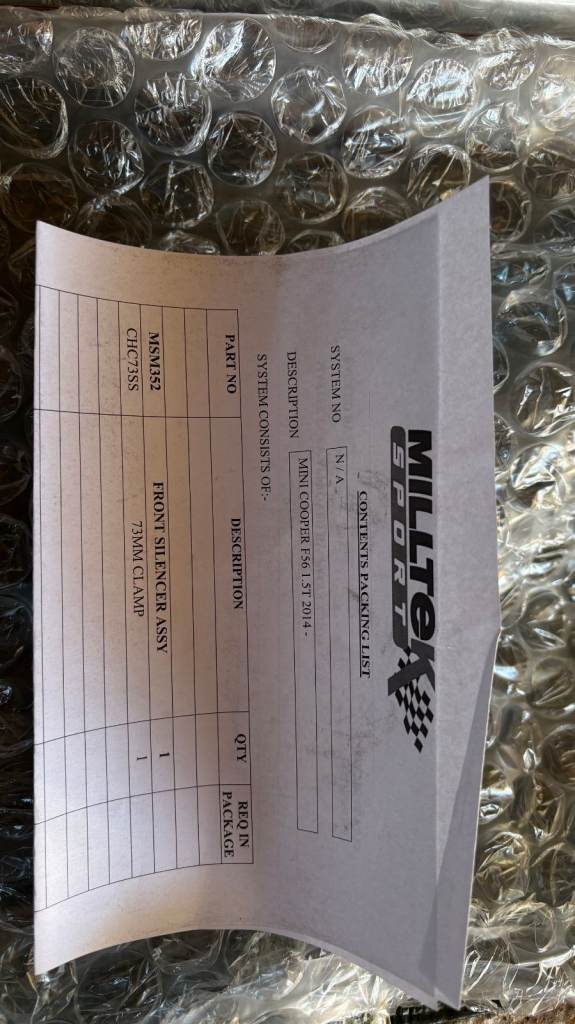 MILLTEK
SPORT
CONTENTS PACKING LIST
SYSTEM NO N / A
DESCRIPTION MINI COOPER F56 1.5T 2014 -
SYSTEM CONSISTS OF:-
PART NO DESCRIPTION QTY REQ IN
PACKAGE
MSM352 FRONT SILENCER ASSY 1
CHC73SS 73MM CLAMP 1